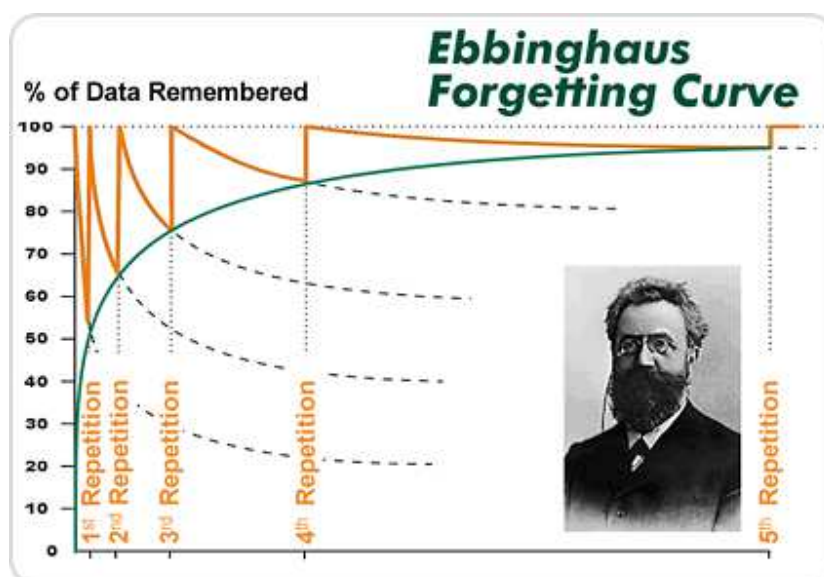 Ebbinghaus
Forgetting Curve
% of Data Remembered
100
90
80
70
60
50
40
30
20
10
0
1st Repetition
2nd Repetition
3rd Repetition
4th Repetition
5th Repetition